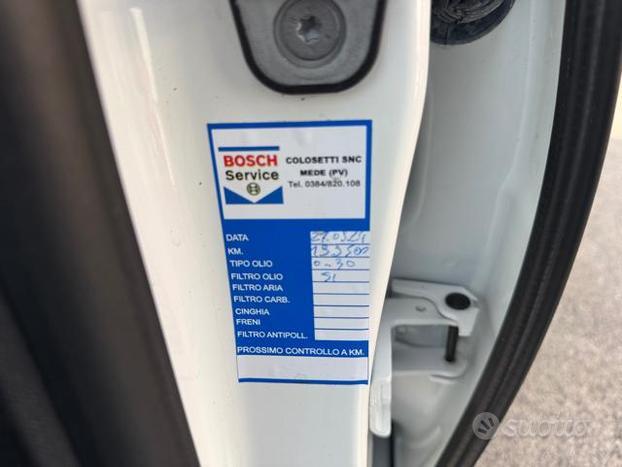 BOSCH
Service
COLOSETTI SNC
MEDE (PV)
Tel. 0384/820.108
DATA
KM.
TIPO OLIO 0-30
FILTRO OLIO SI
FILTRO ARIA
FILTRO CARB.
CINGHIA
FRENI
FILTRO ANTIPOLL.
PROSSIMO CONTROLLO A KM.
subito